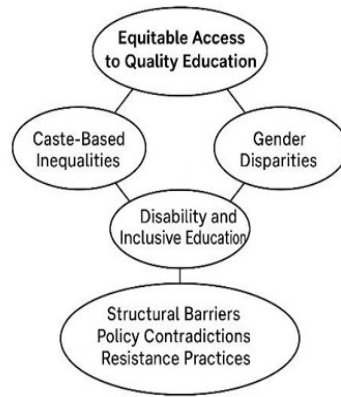 Equitable Access
to Quality Education
Caste-Based
Inequalities
Gender
Disparities
Disability and
Inclusive Education
Structural Barriers
Policy Contradictions
Resistance Practices